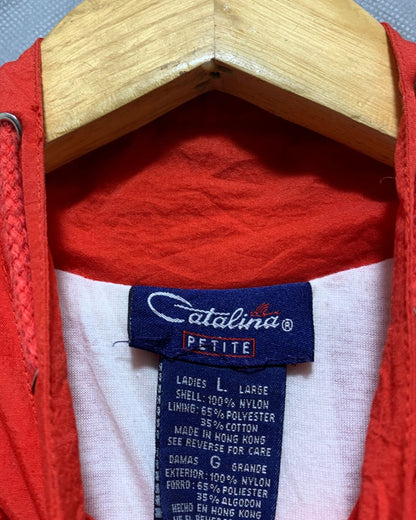 Catalina®
PETITE
LADIES L LARGE
SHELL: 100% NYLON
LINING: 65% POLYESTER
35% COTTON
MADE IN HONG KONG
SEE REVERSE FOR CARE
DAMAS G GRANDE
EXTERIOR: 100% NYLON
FORRO: 65% POLIESTER
35% ALGODON
HECHO EN HONG KONG